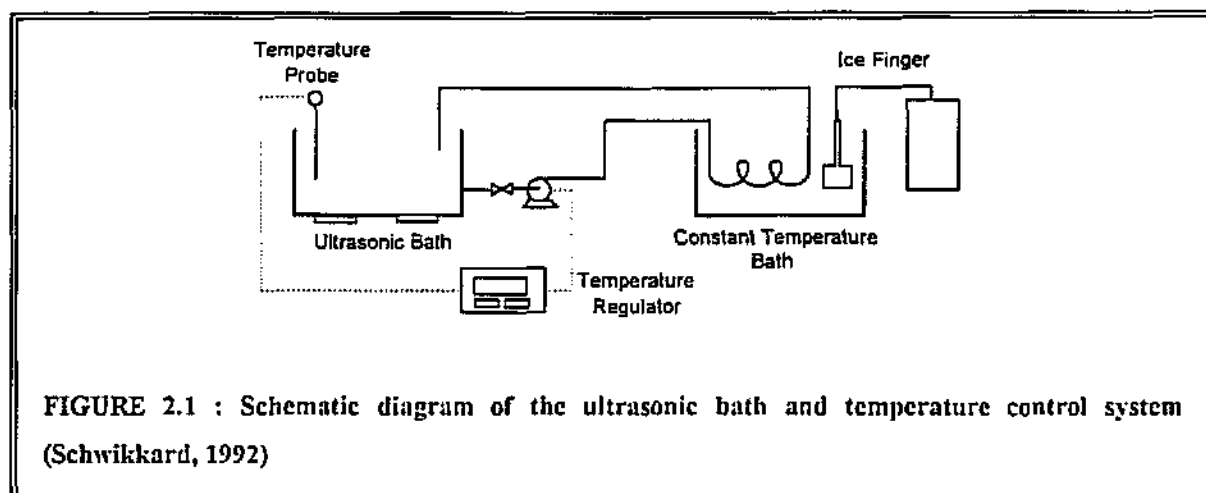 Temperature
Probe
Ice Finger
Ultrasonic Bath
Constant Temperature
Bath
Temperature
Regulator
FIGURE 2.1 : Schematic diagram of the ultrasonic bath and temperature control system
(Schwikkard, 1992)